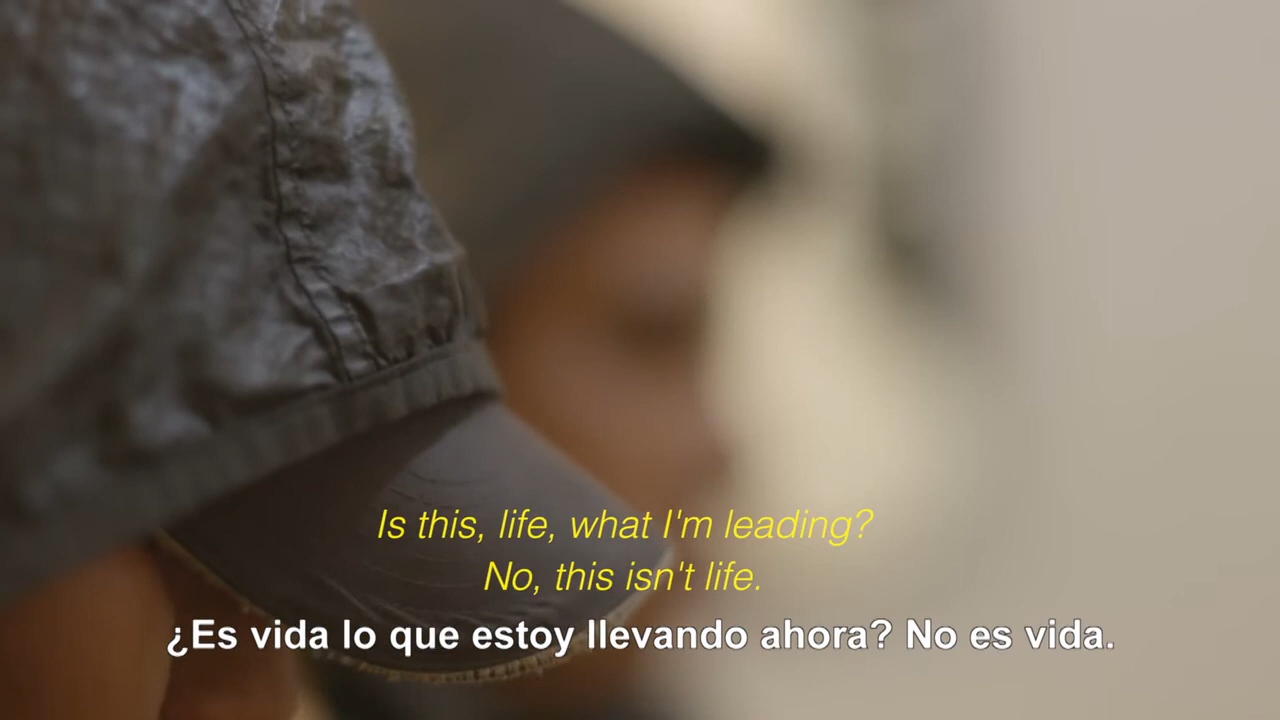 Is this, life, what I'm leading?
No, this isn't life.
¿Es vida lo que estoy llevando ahora? No es vida.